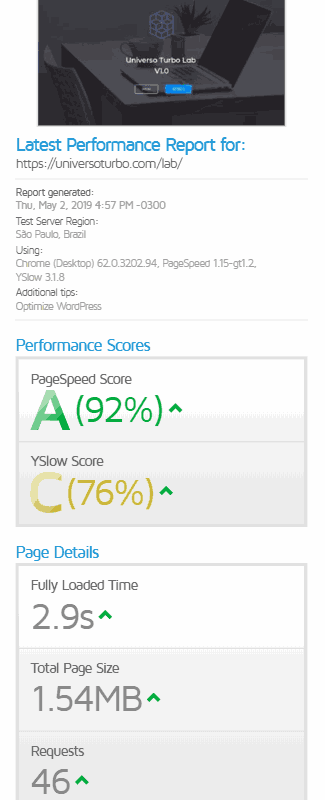 Universo Turbo Lab
V1.0
Latest Performance Report for:
https://universoturbo.com/lab/
Report generated:
Thu, May 2, 2019 4:57 PM -0300
Test Server Region:
São Paulo, Brazil
Using:
Chrome (Desktop) 62.0.3202.94, PageSpeed 1.15-gt1.2,
YSlow 3.1.8
Additional tips:
Optimize WordPress
Performance Scores
PageSpeed Score
A (92%)
YSlow Score
C (76%)
Page Details
Fully Loaded Time
2.9s
Total Page Size
1.54MB
Requests
46